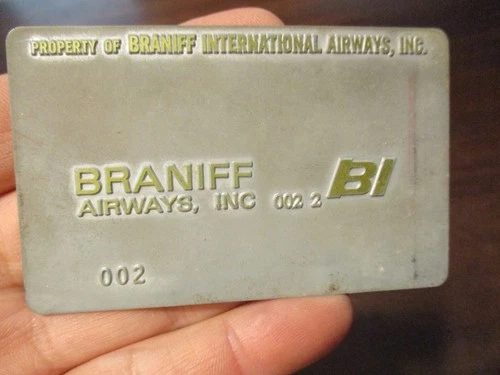 PROPERTY OF BRANIFF INTERNATIONAL AIRWAYS, INC.
BRANIFF
AIRWAYS, INC 002 2 BI
002